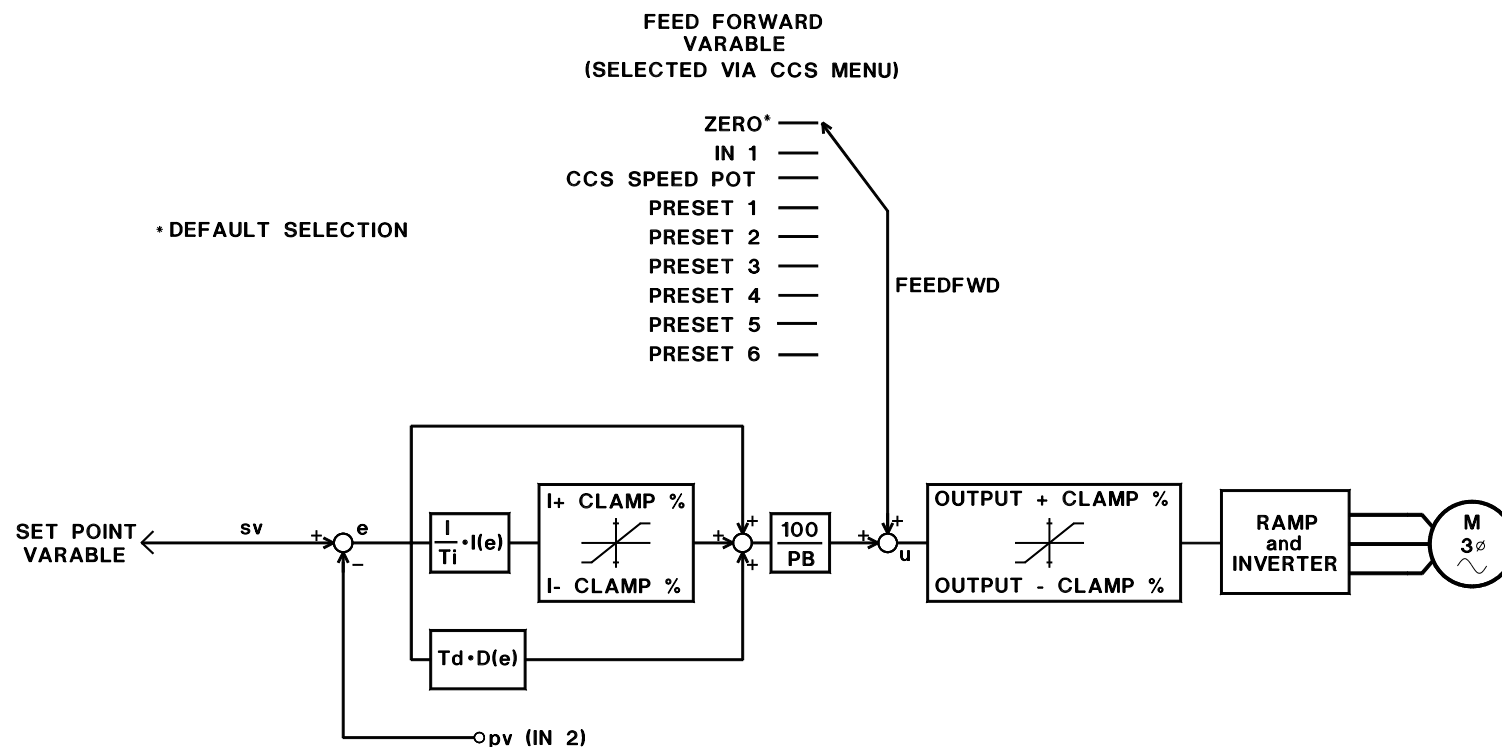 FEED FORWARD
VARABLE
(SELECTED VIA CCS MENU)
ZERO*
IN 1
CCS SPEED POT
PRESET 1
* DEFAULT SELECTION
PRESET 2
PRESET 3
FEEDFWD
PRESET 4
PRESET 5
PRESET 6
I+ CLAMP %
OUTPUT + CLAMP %
SET POINT
VARABLE
sv
+
e
−
I
Ti
•I(e)
I- CLAMP %
+
+
+
100
PB
+
+
u
OUTPUT - CLAMP %
RAMP
and
INVERTER
M
3ø
Td•D(e)
pv (IN 2)